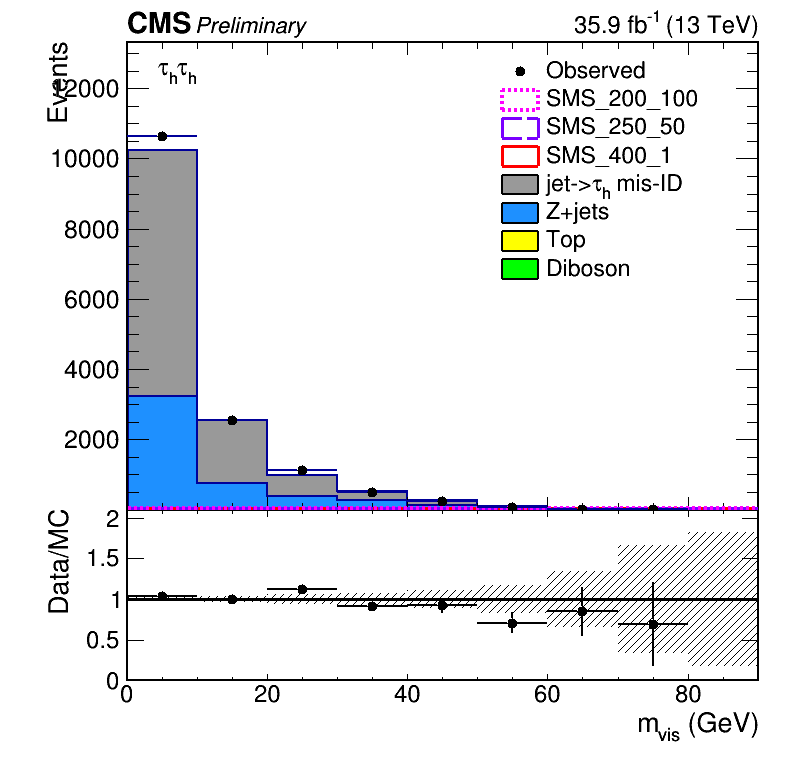 CMS Preliminary 35.9 fb-1 (13 TeV)
Events
τhτh
Observed
SMS_200_100
SMS_250_50
SMS_400_1
jet->τh mis-ID
Z+jets
Top
Diboson
12000
10000
8000
6000
4000
2000
Data/MC
2
1.5
1
0.5
0
0 20 40 60 80
mvis (GeV)